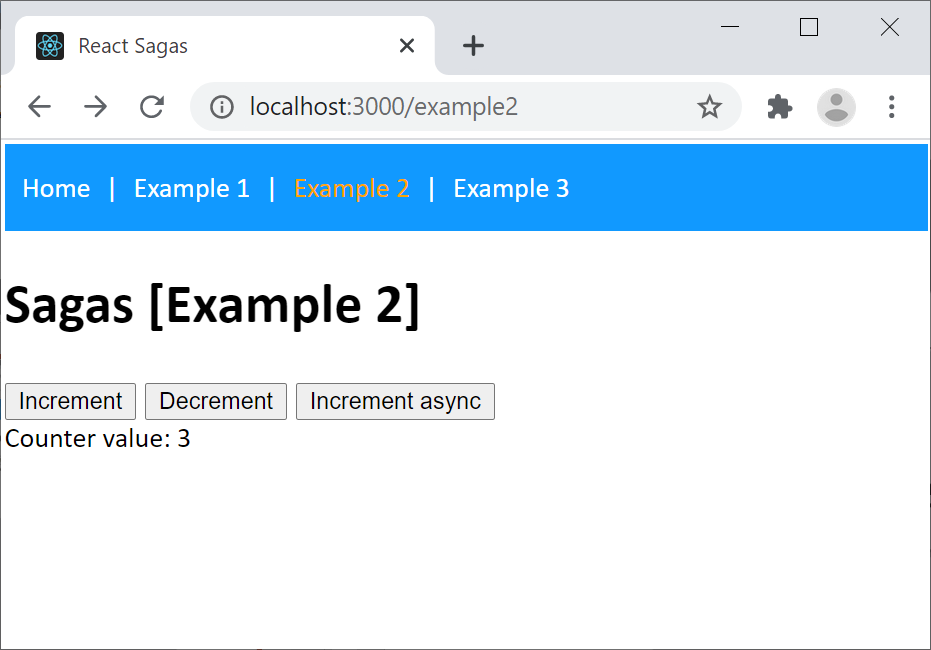 React Sagas
localhost:3000/example2
Home | Example 1 | Example 2 | Example 3
Sagas [Example 2]
Increment Decrement Increment async
Counter value: 3